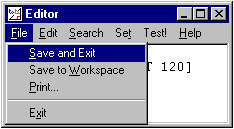 Editor
File Edit Search Set Test! Help
Save and Exit
Save to Workspace
Print...
Exit
120]